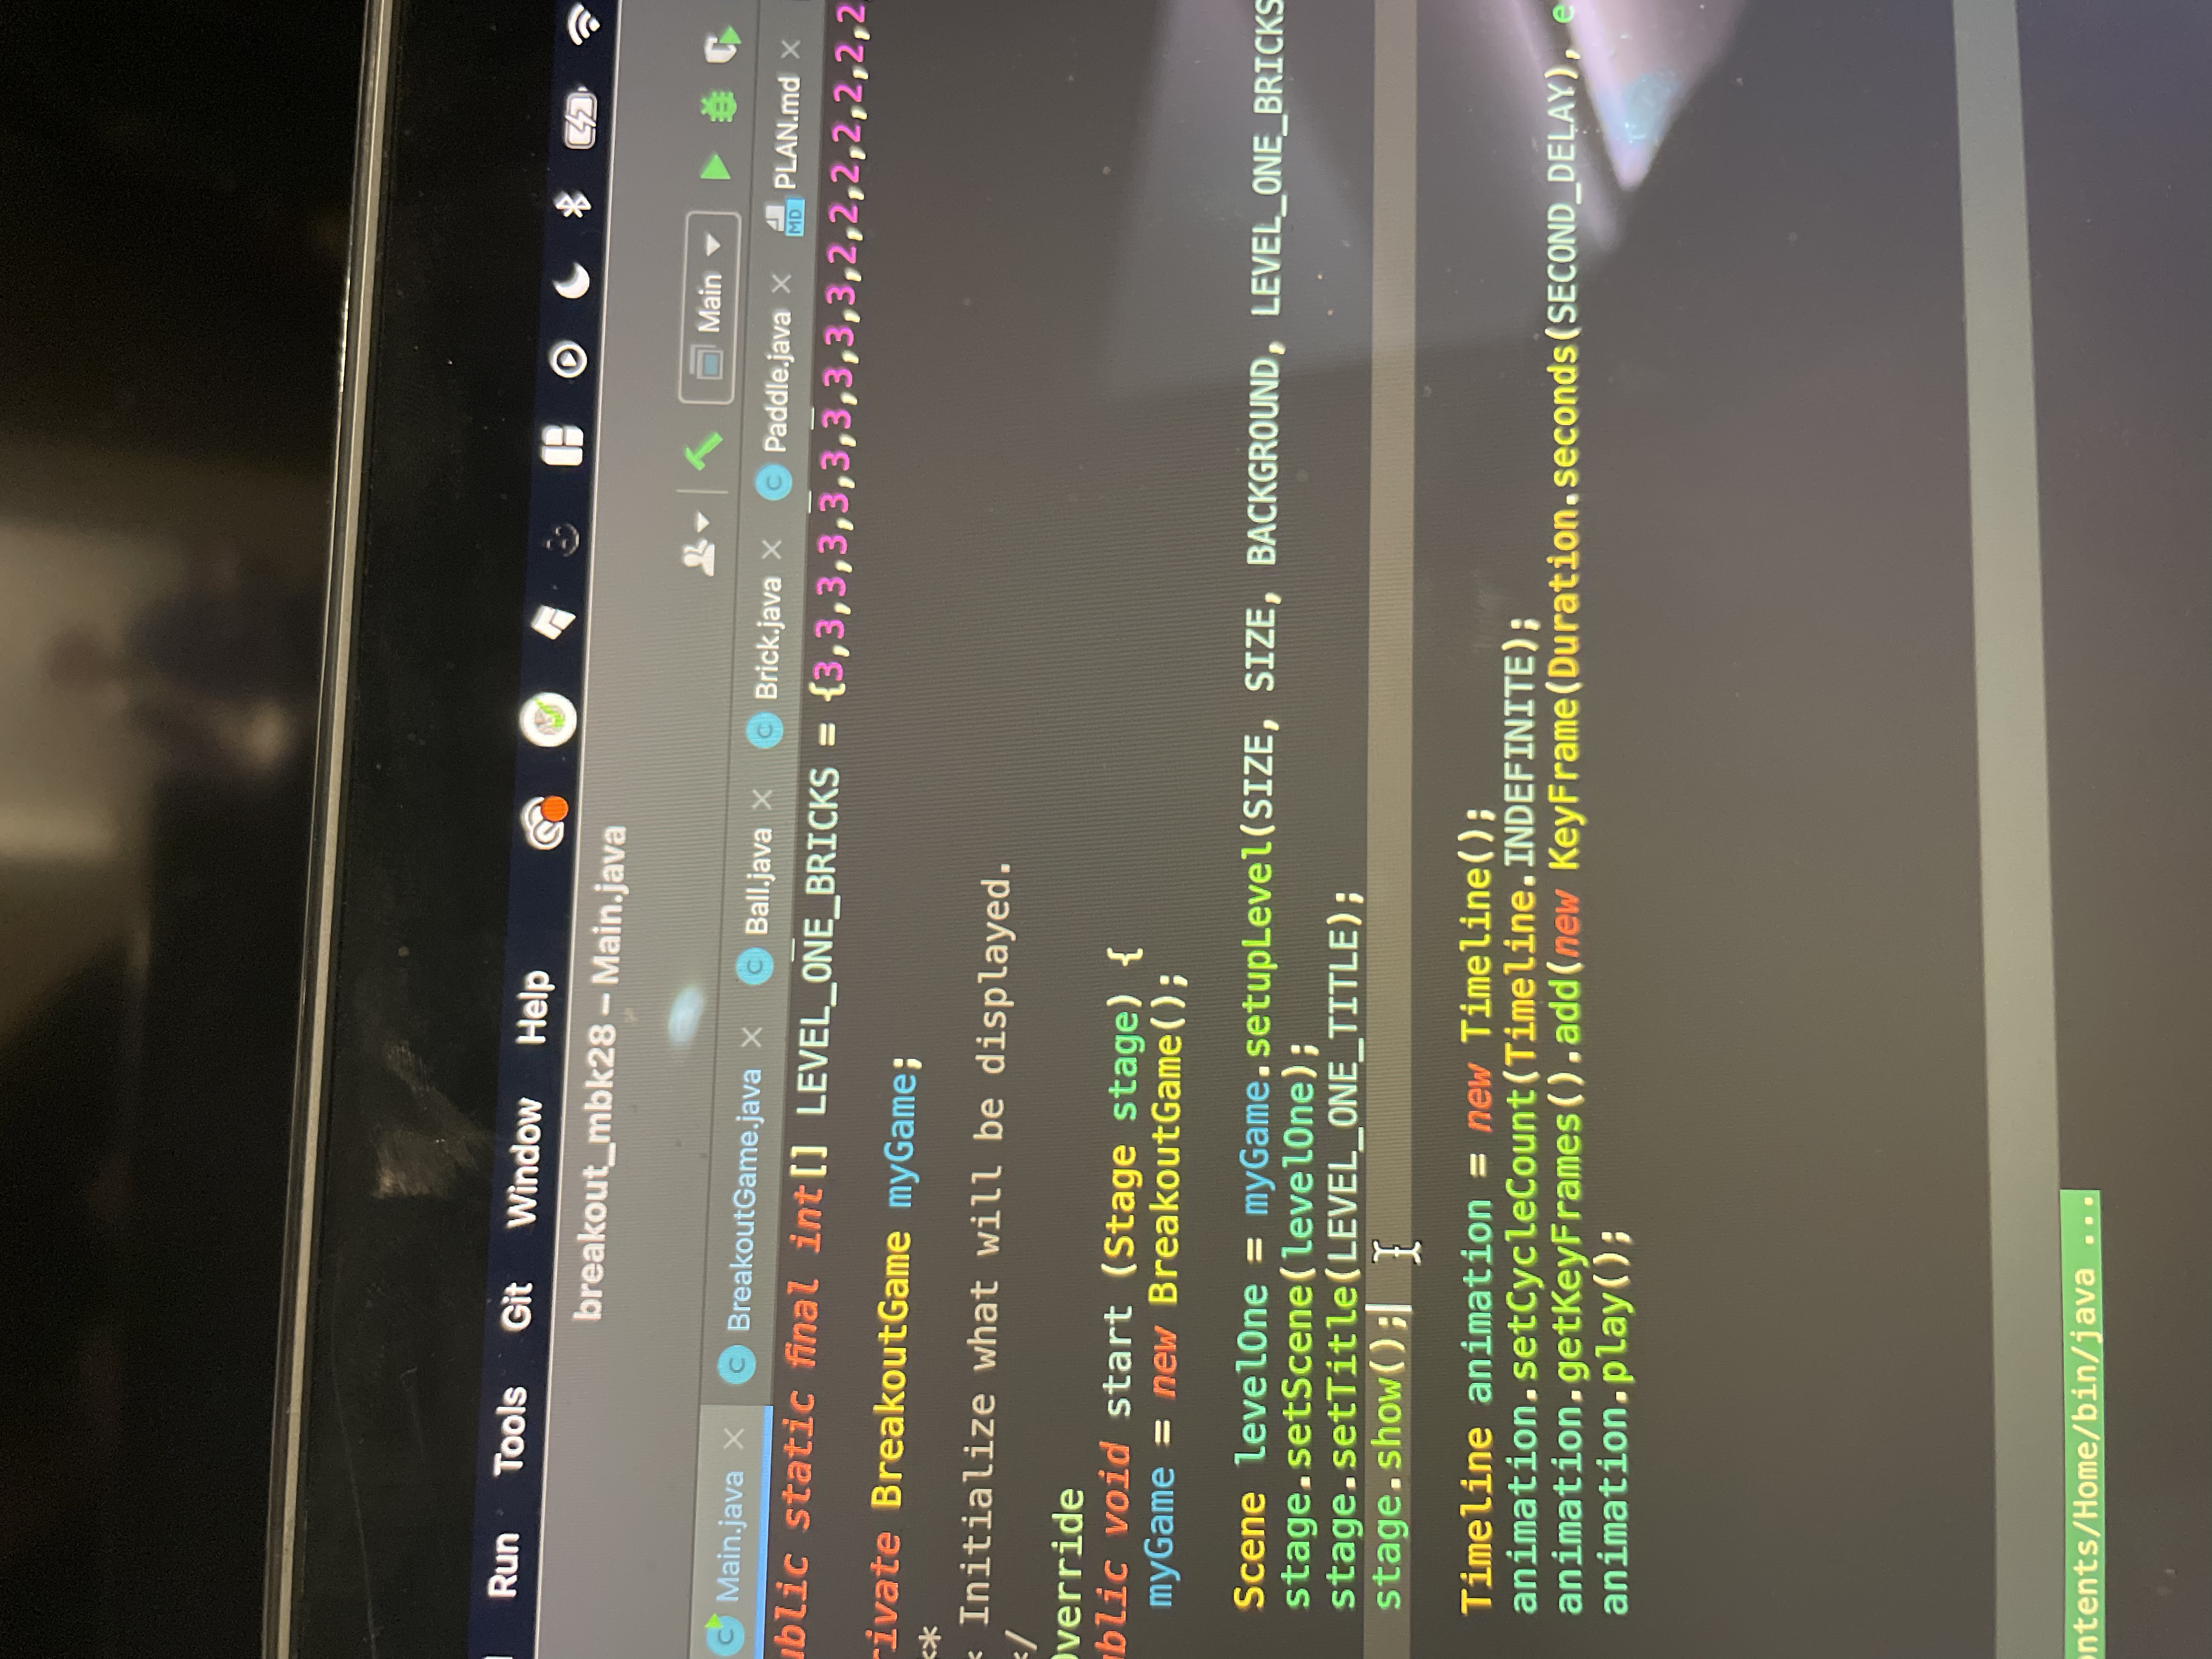 Run Tools Git Window Help
breakout_mbk28 – Main.java
Main
Main.java BreakoutGame.java Ball.java Brick.java Paddle.java PLAN.md
ublic static final int[] LEVEL_ONE_BRICKS = {3,3,3,3,3,3,3,3,3,3,2,2,2,2,2,2,2
rivate BreakoutGame myGame;
**
* Initialize what will be displayed.
*/
Override
ublic void start (Stage stage) {
myGame = new BreakoutGame();
Scene levelOne = myGame.setupLevel(SIZE, SIZE, BACKGROUND, LEVEL_ONE_BRICKS
stage.setScene(levelOne);
stage.setTitle(LEVEL_ONE_TITLE);
stage.show();
Timeline animation = new Timeline();
animation.setCycleCount(Timeline.INDEFINITE);
animation.getKeyFrames().add(new KeyFrame(Duration.seconds(SECOND_DELAY), e
animation.play();
ontents/Home/bin/java ...